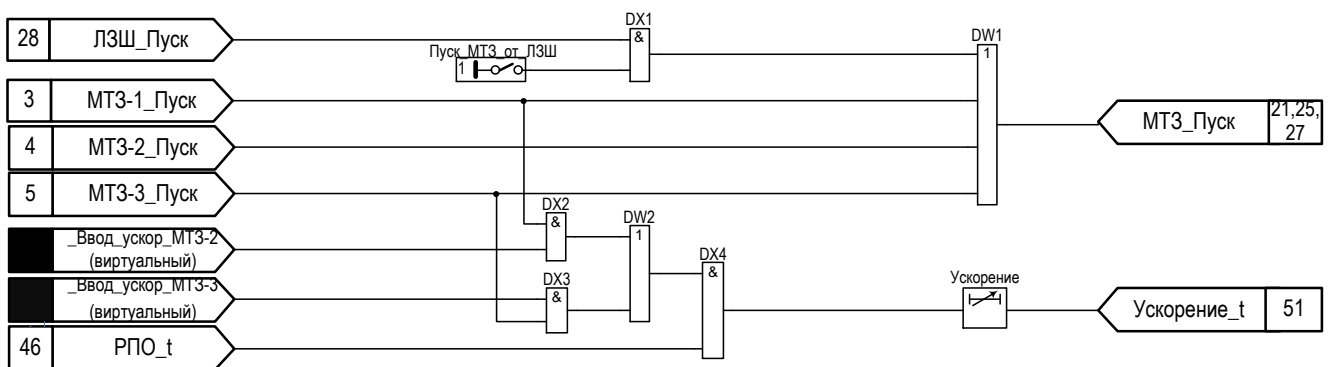 DX1
28 ЛЗШ_Пуск
&
DW1
Пуск_МТЗ_от_ЛЗШ
1
1
3 МТЗ-1_Пуск
МТЗ_Пуск 21,25,
27
4 МТЗ-2_Пуск
5 МТЗ-3_Пуск
DX2
&
DW2
1
_Ввод_ускор_МТЗ-2
(виртуальный)
DX4
&
DX3
&
Ускорение
_Ввод_ускор_МТЗ-3
(виртуальный)
Ускорение_t 51
46 РПО_t